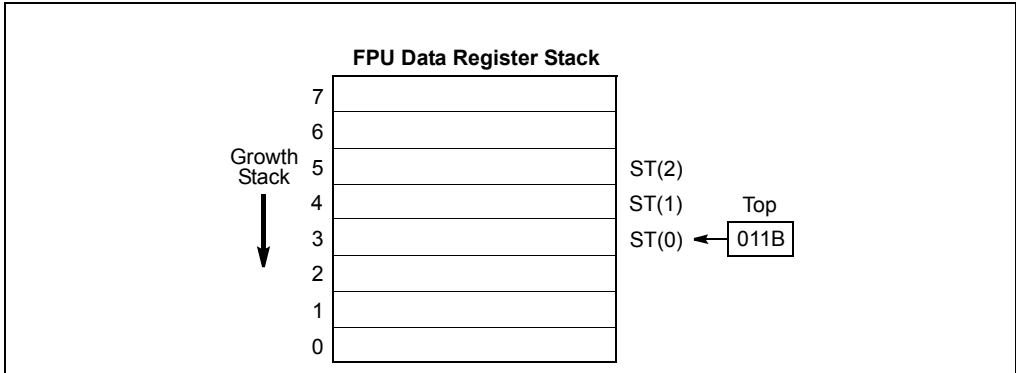 FPU Data Register Stack
7
6
Growth
Stack
5
ST(2)
4
ST(1)
Top
3
ST(0)
011B
2
1
0